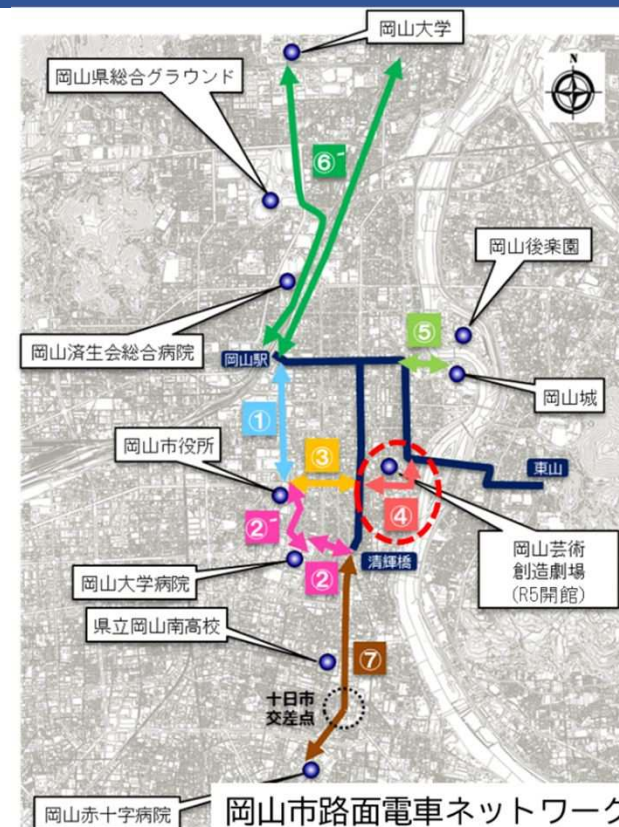 岡山大学
岡山県総合グラウンド
N
⑥´
岡山後楽園
⑤
岡山済生会総合病院
岡山駅
岡山城
①
岡山市役所
③
東山
④
②´
②
清輝橋
岡山芸術
創造劇場
(R5開館)
岡山大学病院
県立岡山南高校
⑦
十日市
交差点
岡山赤十字病院
岡山市路面電車ネットワーク